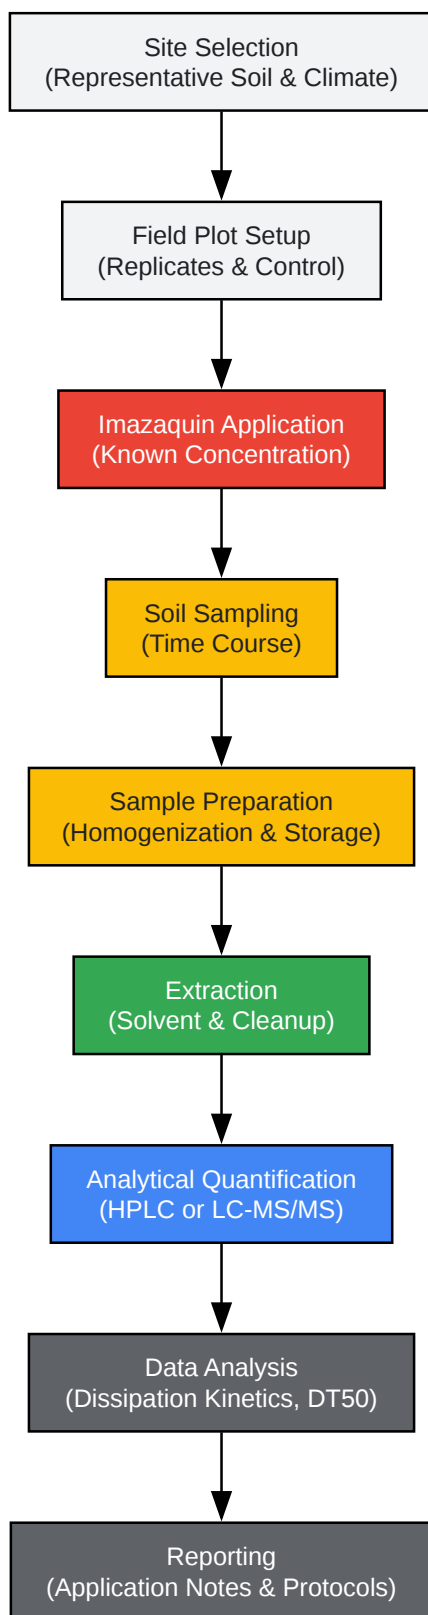 Site Selection
(Representative Soil & Climate)
Field Plot Setup
(Replicates & Control)
Imazaquin Application
(Known Concentration)
Soil Sampling
(Time Course)
Sample Preparation
(Homogenization & Storage)
Extraction
(Solvent & Cleanup)
Analytical Quantification
(HPLC or LC-MS/MS)
Data Analysis
(Dissipation Kinetics, DT50)
Reporting
(Application Notes & Protocols)